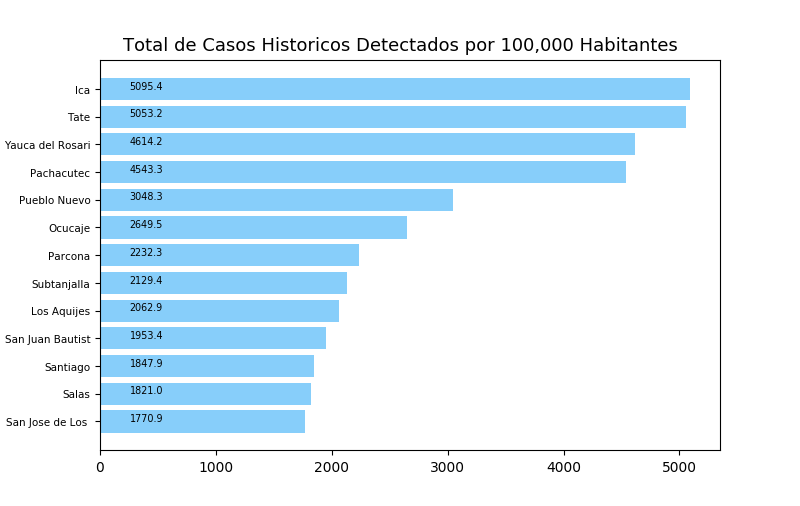 Total de Casos Historicos Detectados por 100,000 Habitantes
Ica 5095.4
Tate 5053.2
Yauca del Rosari 4614.2
Pachacutec 4543.3
Pueblo Nuevo 3048.3
Ocucaje 2649.5
Parcona 2232.3
Subtanjalla 2129.4
Los Aquijes 2062.9
San Juan Bautist 1953.4
Santiago 1847.9
Salas 1821.0
San Jose de Los 1770.9
0 1000 2000 3000 4000 5000